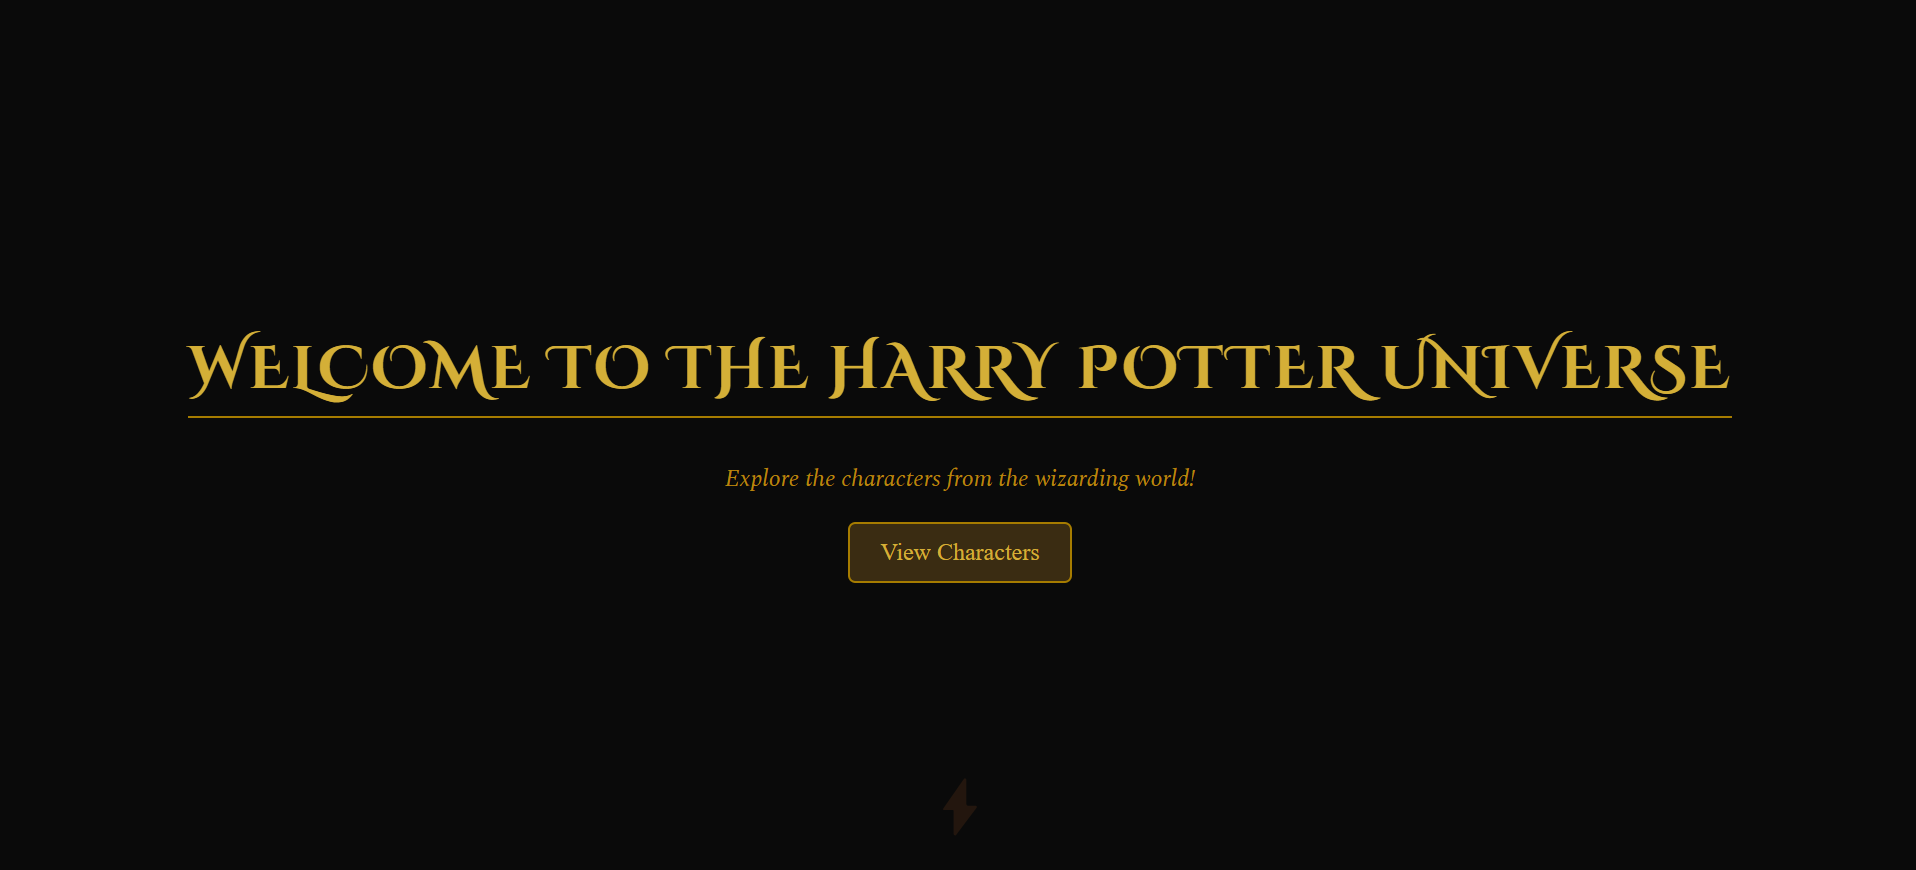 WELCOME TO THE HARRY POTTER UNIVERSE
Explore the characters from the wizarding world!
View Characters